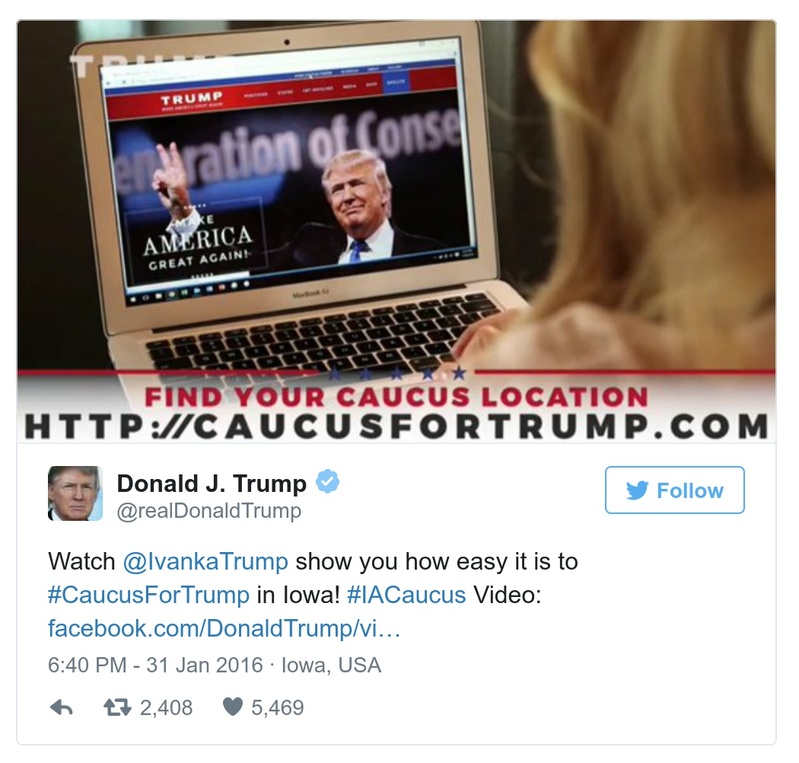 TRUMP
TRUMP
enration of Conse
MAKE
AMERICA
GREAT AGAIN!
MacBook Air
FIND YOUR CAUCUS LOCATION
HTTP://CAUCUSFORTRUMP.COM
Donald J. Trump
@realDonaldTrump
Follow
Watch @IvankaTrump show you how easy it is to
#CaucusForTrump in Iowa! #IACaucus Video:
facebook.com/DonaldTrump/vi…
6:40 PM - 31 Jan 2016 · Iowa, USA
2,408 5,469